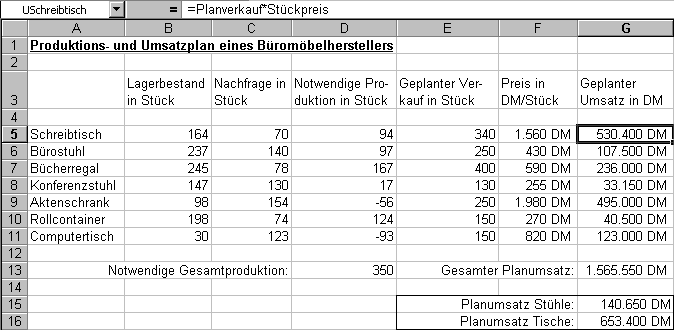 USchreibtisch = =Planverkauf*Stückpreis
A B C D E F G
1 Produktions- und Umsatzplan eines Büromöbelherstellers
2
Lagerbestand Nachfrage in Notwendige Pro- Geplanter Ver- Preis in Geplanter
3 in Stück Stück duktion in Stück kauf in Stück DM/Stück Umsatz in DM
4
5 Schreibtisch 164 70 94 340 1.560 DM 530.400 DM
6 Bürostuhl 237 140 97 250 430 DM 107.500 DM
7 Bücherregal 245 78 167 400 590 DM 236.000 DM
8 Konferenzstuhl 147 130 17 130 255 DM 33.150 DM
9 Aktenschrank 98 154 -56 250 1.980 DM 495.000 DM
10 Rollcontainer 198 74 124 150 270 DM 40.500 DM
11 Computertisch 30 123 -93 150 820 DM 123.000 DM
12
13 Notwendige Gesamtproduktion: 350 Gesamter Planumsatz: 1.565.550 DM
14
15 Planumsatz Stühle: 140.650 DM
16 Planumsatz Tische: 653.400 DM